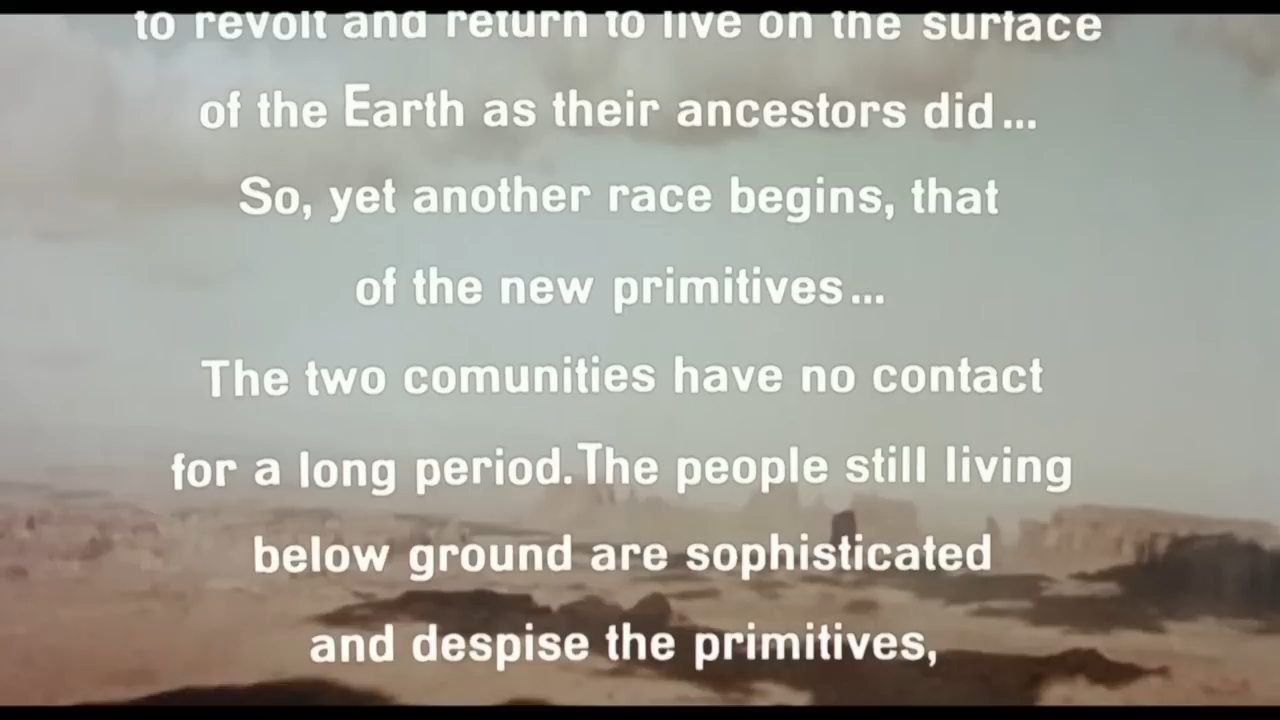 to revolt and return to live on the surface
of the Earth as their ancestors did...
So, yet another race begins, that
of the new primitives...
The two comunities have no contact
for a long period. The people still living
below ground are sophisticated
and despise the primitives,